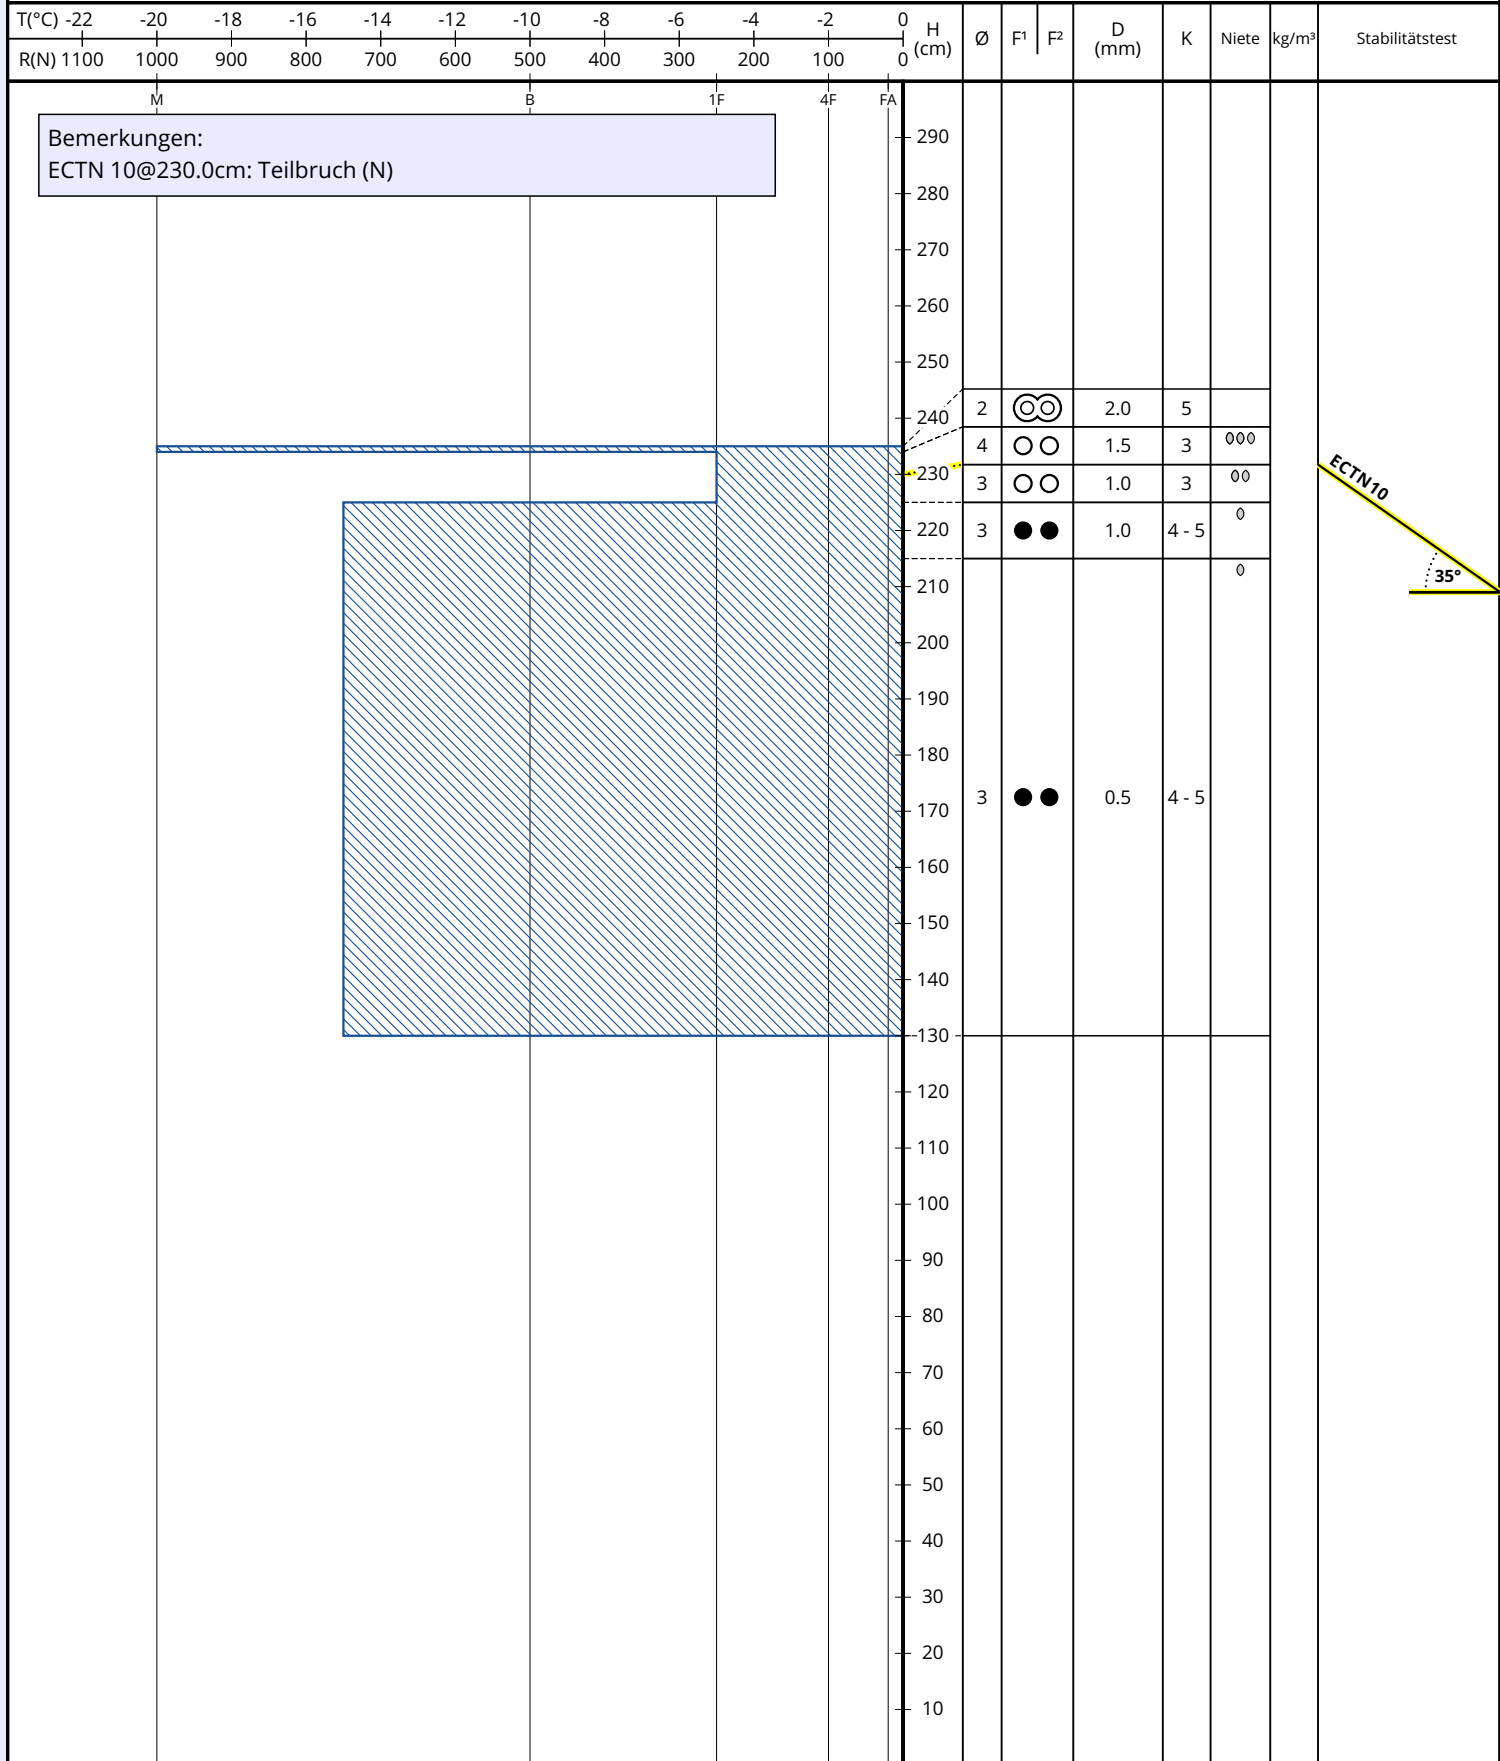 T(°C) -22 -20 -18 -16 -14 -12 -10 -8 -6 -4 -2 0
R(N) 1100 1000 900 800 700 600 500 400 300 200 100 0
H (cm) Ø F¹ F² D (mm) K Niete kg/m³ Stabilitätstest
M B 1F 4F FA
Bemerkungen:
ECTN 10@230.0cm: Teilbruch (N)
290
280
270
260
250
240
230
220
210
200
190
180
170
160
150
140
130
120
110
100
90
80
70
60
50
40
30
20
10
2 2.0 5
4 1.5 3
3 1.0 3
3 1.0 4 - 5
3 0.5 4 - 5
ECTN10
35°